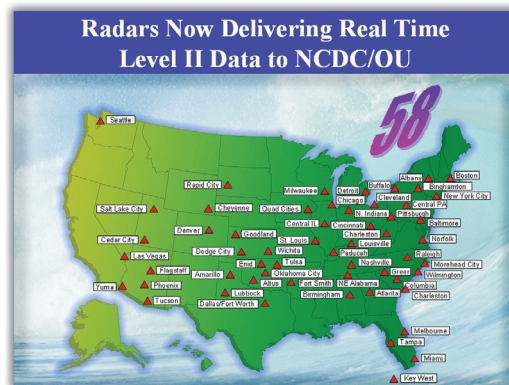 Radars Now Delivering Real Time
Level II Data to NCDC/OU
58
Seattle
Rapid City
Milwaukee
Detroit
Buffalo
Albany
Boston
Binghamton
New York City
Chicago
Cleveland
Central PA
Salt Lake City
Cheyenne
Quad Cities
N. Indiana
Pittsburgh
Central IL
Cincinnati
Baltimore
Denver
Goodland
St. Louis
Charleston
Norfolk
Cedar City
Louisville
Dodge City
Wichita
Paducah
Raleigh
Las Vegas
Enid
Tulsa
Nashville
Morehead City
Flagstaff
Amarillo
Oklahoma City
Greer
Wilmington
Yuma
Phoenix
Altus
Fort Smith
NE Alabama
Columbia
Tucson
Lubbock
Birmingham
Atlanta
Charleston
Dallas/Fort Worth
Melbourne
Tampa
Miami
Key West